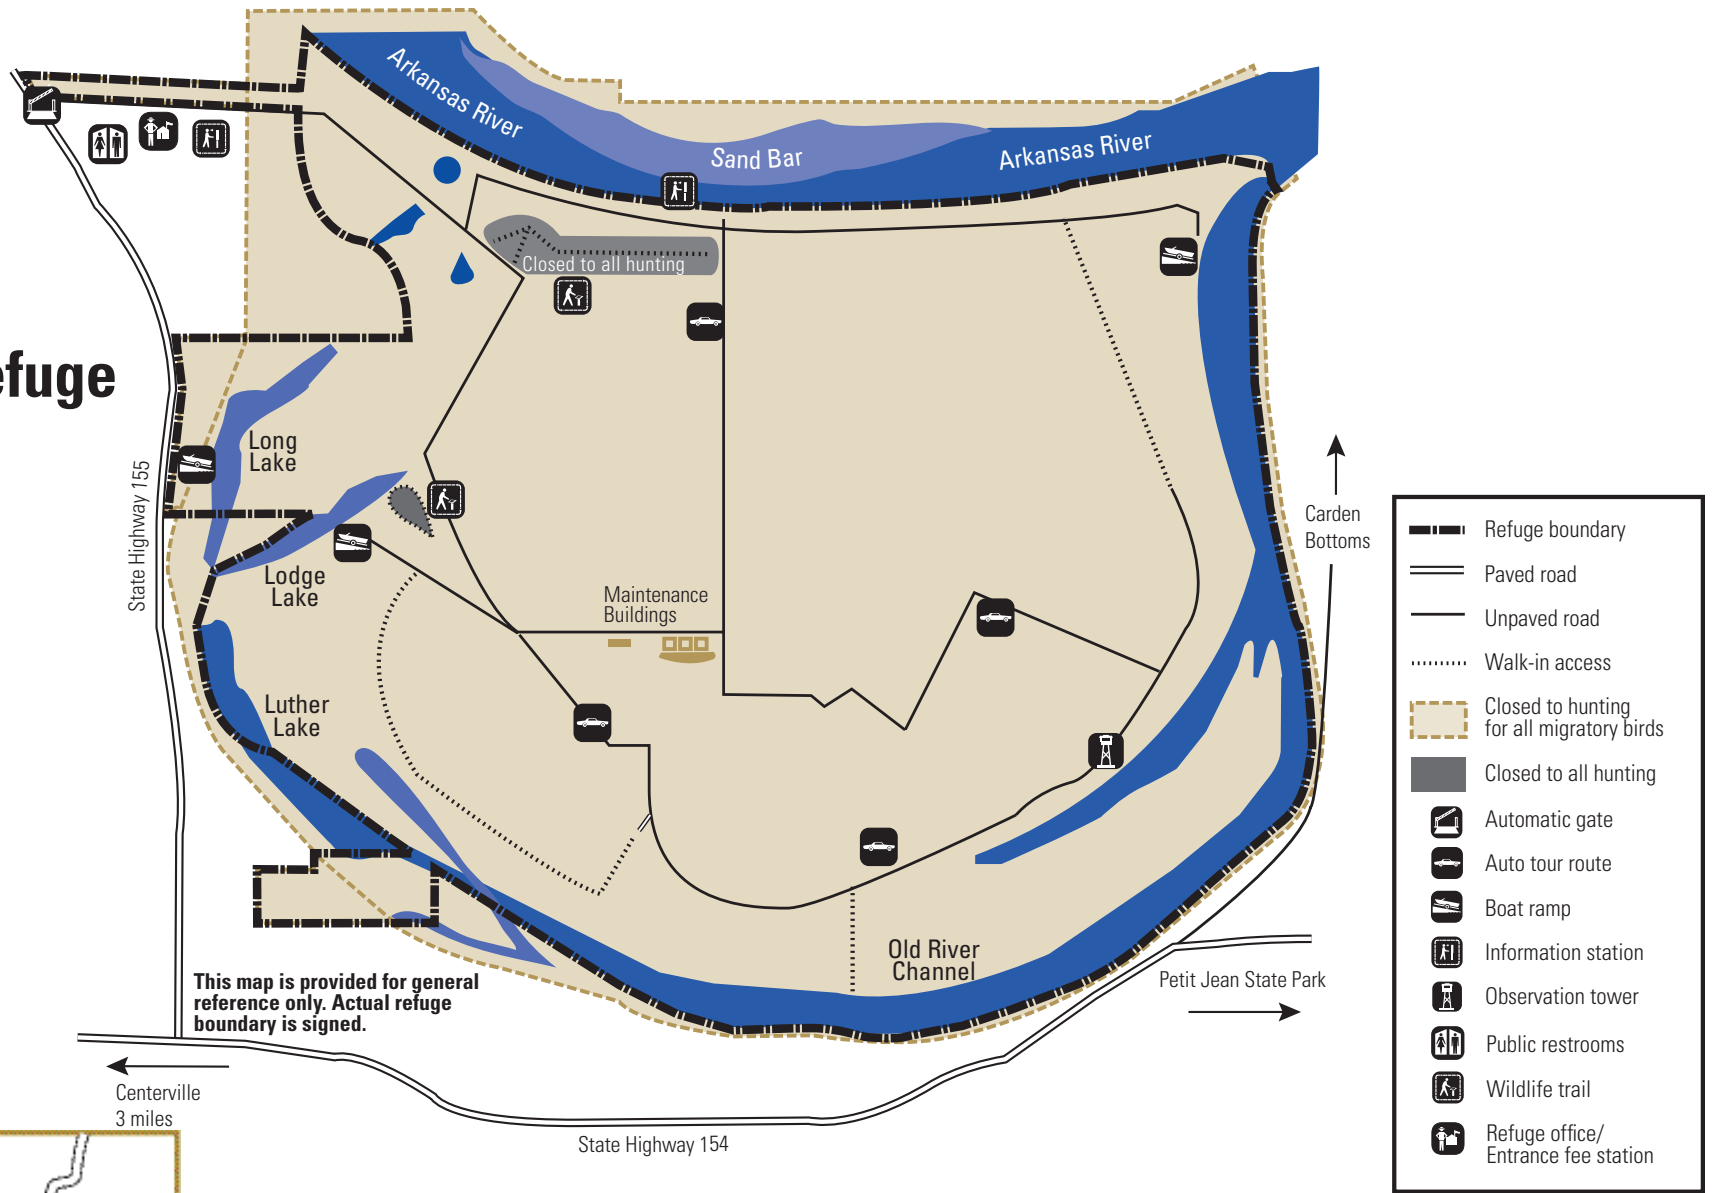 Arkansas River
Sand Bar
Arkansas River
Closed to all hunting
efuge
Long
Lake
State Highway 155
Lodge
Lake
Maintenance
Buildings
Luther
Lake
Carden
Bottoms
Old River
Channel
This map is provided for general
reference only. Actual refuge
boundary is signed.
Petit Jean State Park
Centerville
3 miles
State Highway 154
Refuge boundary
Paved road
Unpaved road
Walk-in access
Closed to hunting
for all migratory birds
Closed to all hunting
Automatic gate
Auto tour route
Boat ramp
Information station
Observation tower
Public restrooms
Wildlife trail
Refuge office/
Entrance fee station